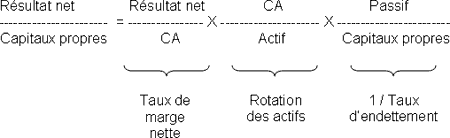 Résultat net Résultat net CA Passif
= X X
Capitaux propres CA Actif Capitaux propres
Taux de marge nette
Rotation des actifs
1 / Taux d'endettement